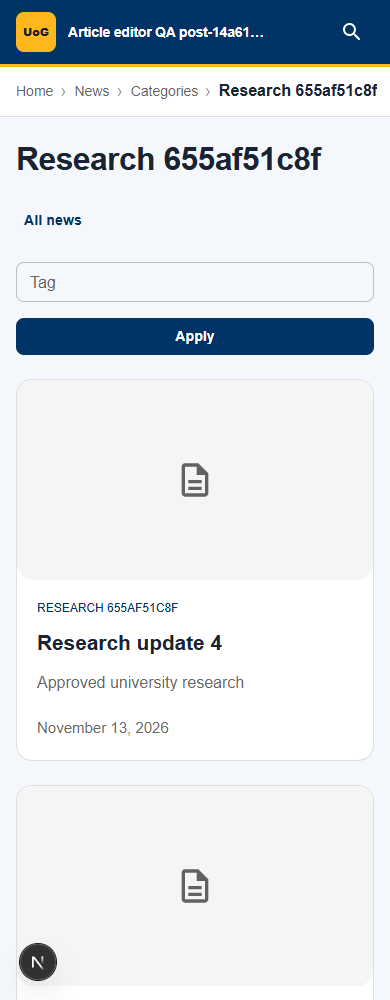 UoG Article editor QA post-14a61...
Home › News › Categories › Research 655af51c8f
Research 655af51c8f
All news
Tag
Apply
RESEARCH 655AF51C8F
Research update 4
Approved university research
November 13, 2026
N